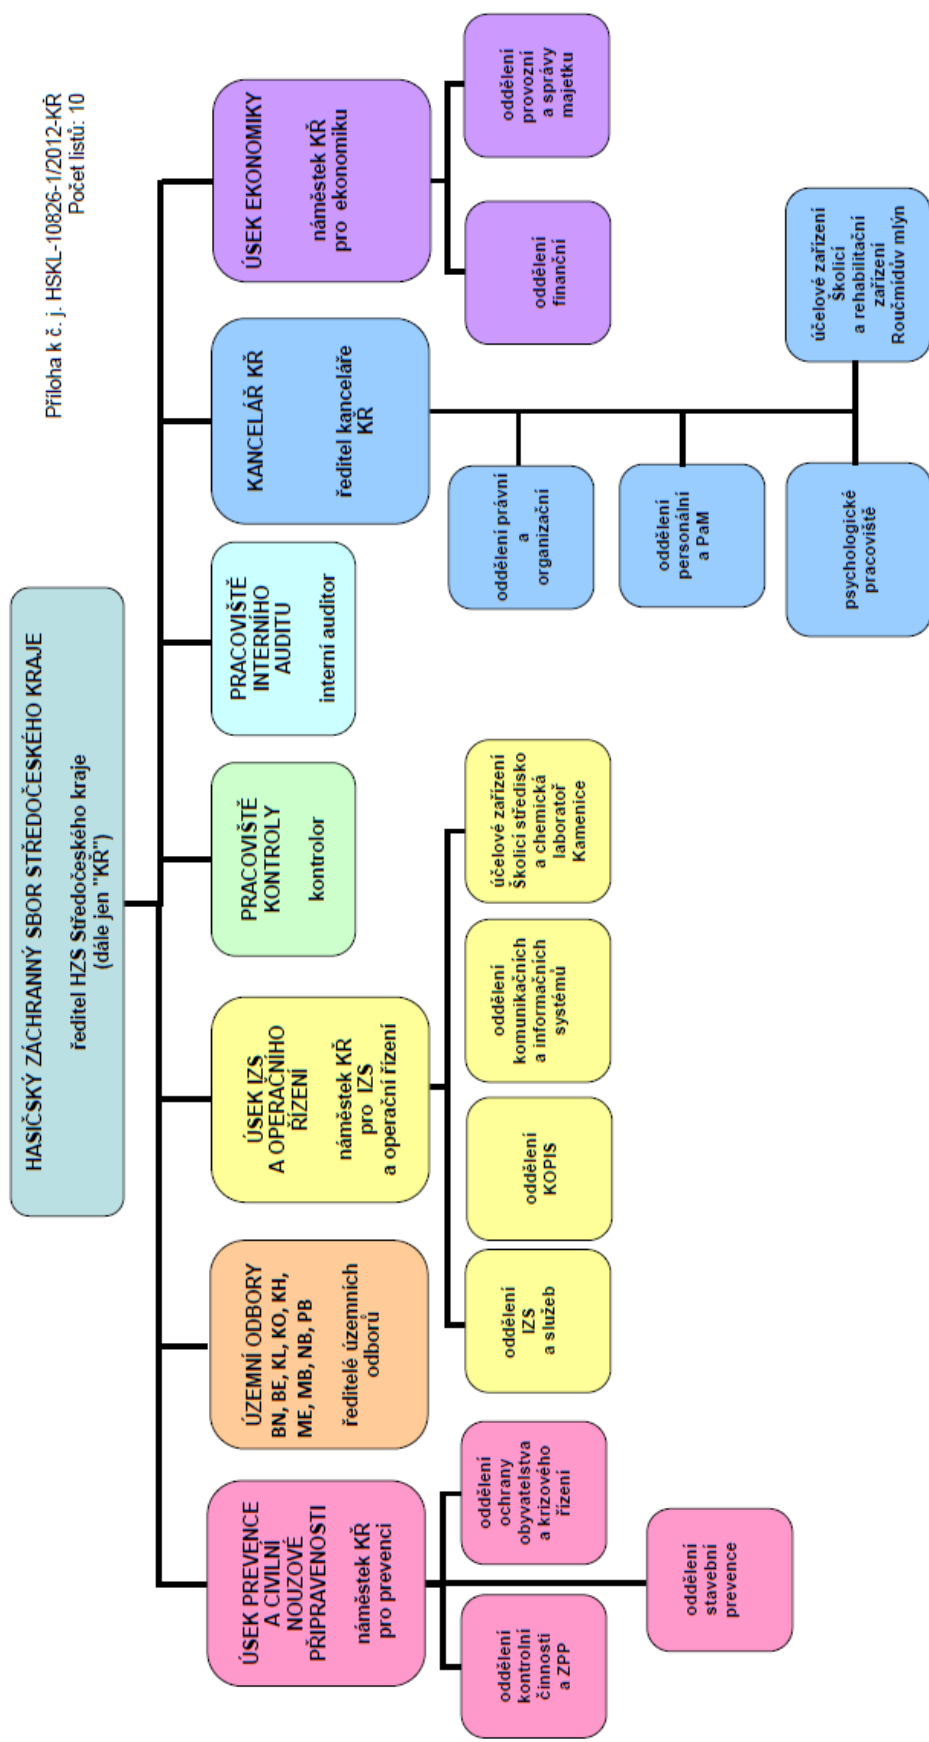 Příloha k č. j. HSKL-10826-1/2012-KŘ
Počet listů: 10
HASIČSKÝ ZÁCHRANNÝ SBOR STŘEDOČESKÉHO KRAJE
ředitel HZS Středočeského kraje
(dále jen "KŘ")
ÚSEK PREVENCE
A CIVILNÍ
NOUZOVÉ
PŘIPRAVENOSTI
náměstek KŘ
pro prevenci
ÚZEMNÍ ODBORY
BN, BE, KL, KO, KH,
ME, MB, NB, PB
ředitelé územních
odborů
ÚSEK IZS
A OPERAČNÍHO
ŘÍZENÍ
náměstek KŘ
pro IZS
a operační řízení
PRACOVIŠTĚ
KONTROLY
kontrolor
PRACOVIŠTĚ
INTERNÍHO
AUDITU
interní auditor
KANCELÁŘ KŘ
ředitel kanceláře
KŘ
ÚSEK EKONOMIKY
náměstek KŘ
pro ekonomiku
oddělení
kontrolní
činnosti
a ZPP
oddělení
ochrany
obyvatelstva
a krizového
řízení
oddělení
stavební
prevence
oddělení
IZS
a služeb
oddělení
KOPIS
oddělení
komunikačních
a informačních
systémů
účelové zařízení
Školicí středisko
a chemická
laboratoř
Kamenice
oddělení právní
a
organizační
oddělení
personální
a PaM
psychologické
pracoviště
účelové zařízení
Školicí
a rehabilitační
zařízení
Roučmídův mlýn
oddělení
finanční
oddělení
provozní
a správy
majetku